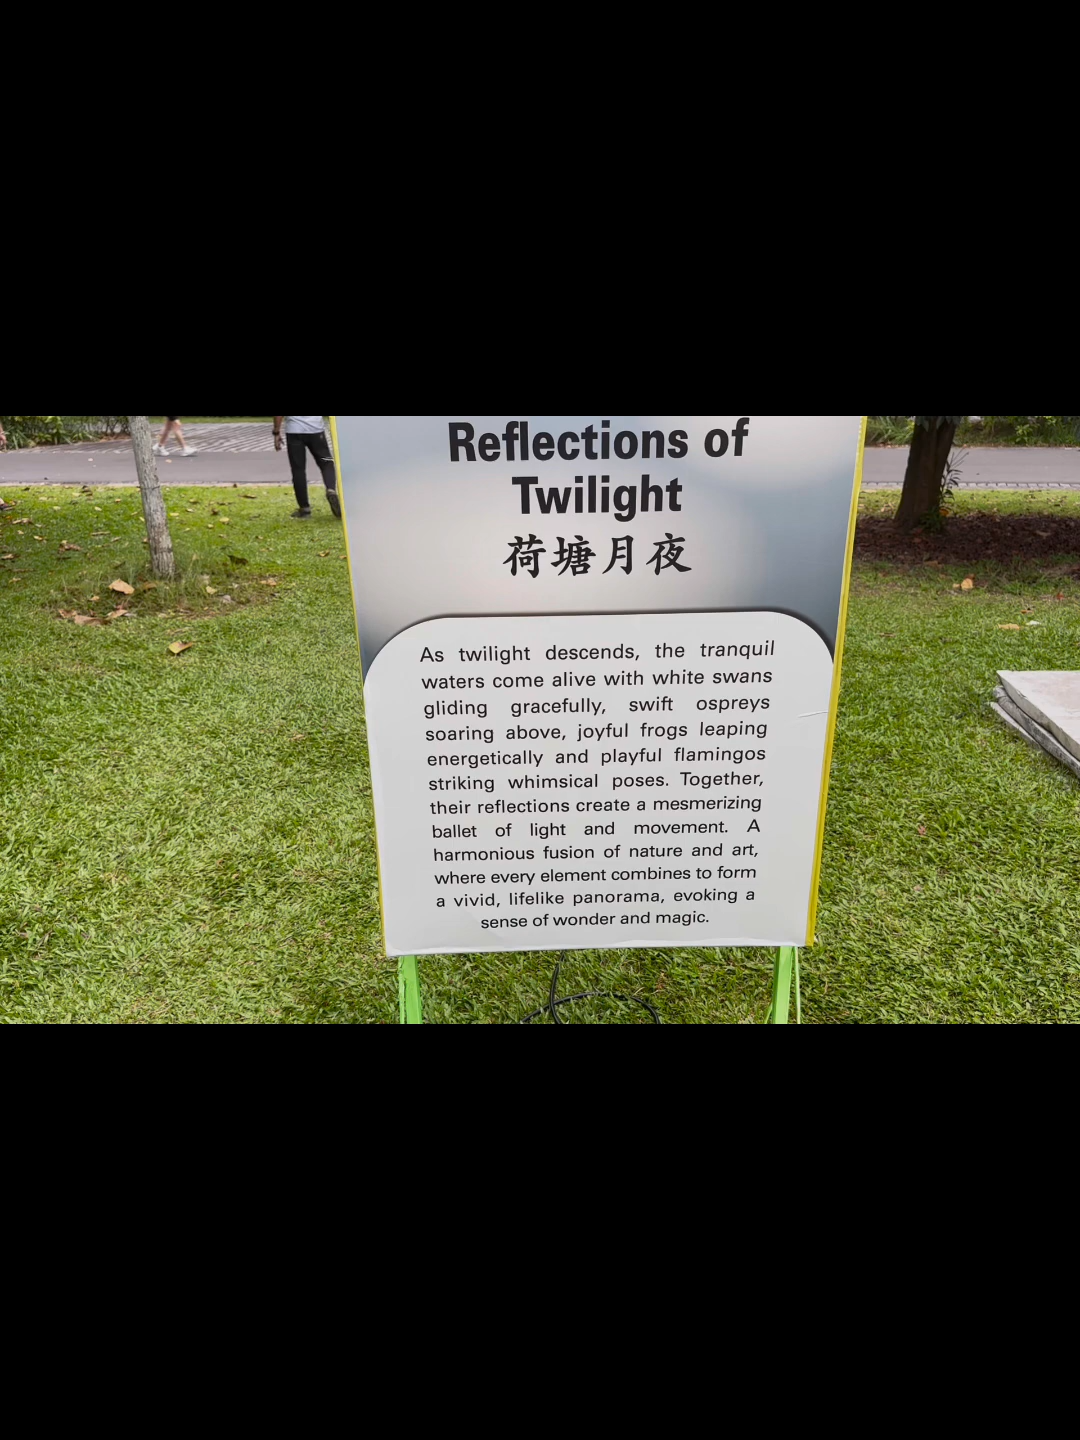 Reflections of
Twilight
荷塘月夜
As twilight descends, the tranquil
waters come alive with white swans
gliding gracefully, swift ospreys
soaring above, joyful frogs leaping
energetically and playful flamingos
striking whimsical poses. Together,
their reflections create a mesmerizing
ballet of light and movement. A
harmonious fusion of nature and art,
where every element combines to form
a vivid, lifelike panorama, evoking a
sense of wonder and magic.